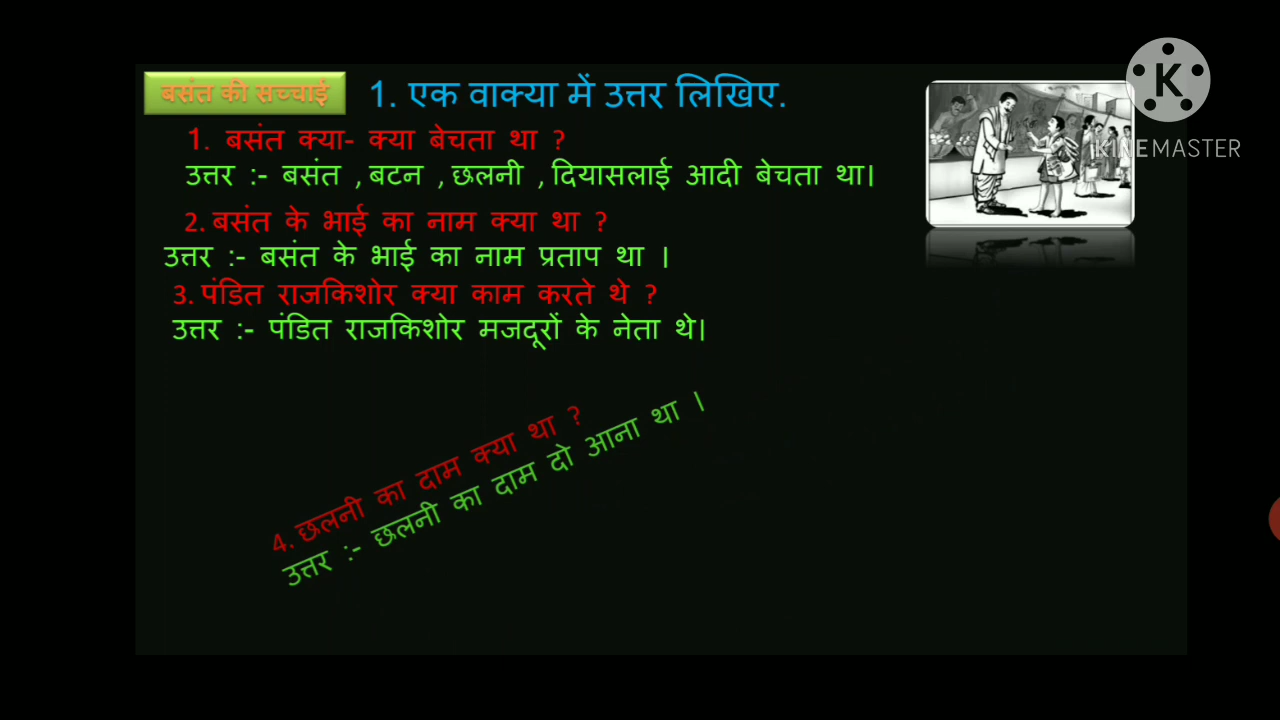 बसंत की सच्चाई
1. एक वाक्या में उत्तर लिखिए.
1. बसंत क्या- क्या बेचता था ?
उत्तर :- बसंत , बटन , छलनी , दियासलाई आदी बेचता था।
2. बसंत के भाई का नाम क्या था ?
उत्तर :- बसंत के भाई का नाम प्रताप था ।
3. पंडित राजकिशोर क्या काम करते थे ?
उत्तर :- पंडित राजकिशोर मजदूरों के नेता थे।
4. छलनी का दाम क्या था ?
उत्तर :- छलनी का दाम दो आना था ।
K
KINEMASTER